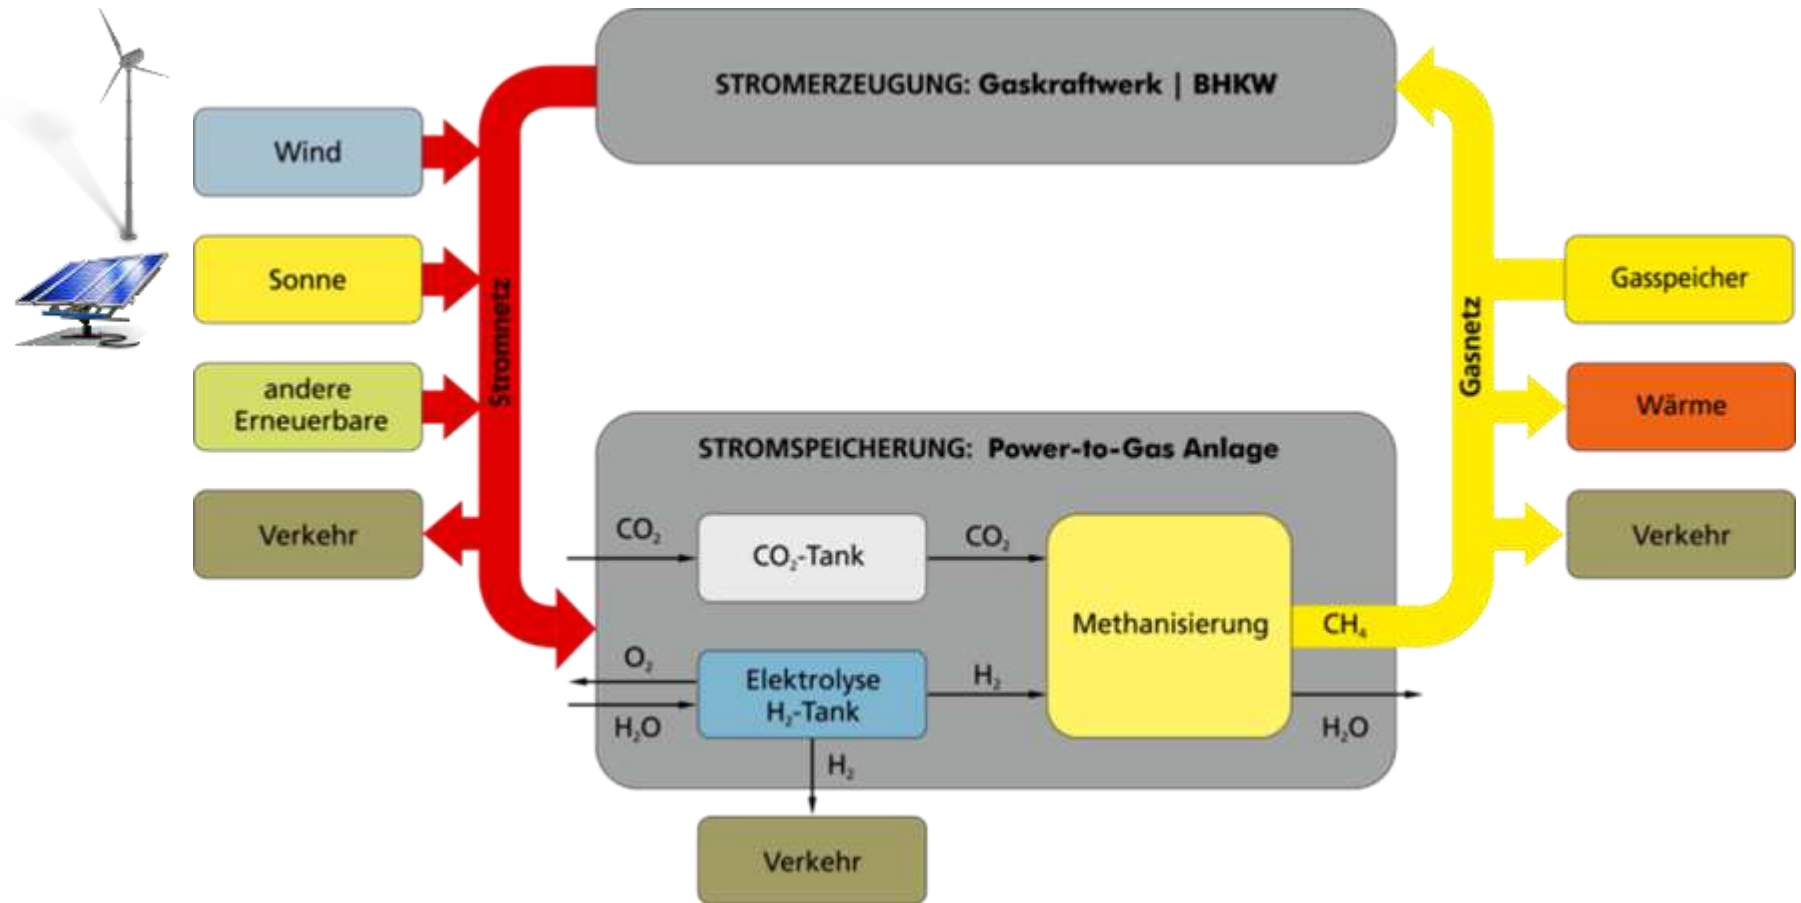 STROMERZEUGUNG: Gaskraftwerk | BHKW
Wind
Sonne
andere
Erneuerbare
Verkehr
Stromnetz
STROMSPEICHERUNG: Power-to-Gas Anlage
CO₂
CO₂-Tank
CO₂
O₂
H₂O
Elektrolyse
H₂-Tank
H₂
H₂
Verkehr
Methanisierung
CH₄
H₂O
Gasnetz
Gasspeicher
Wärme
Verkehr